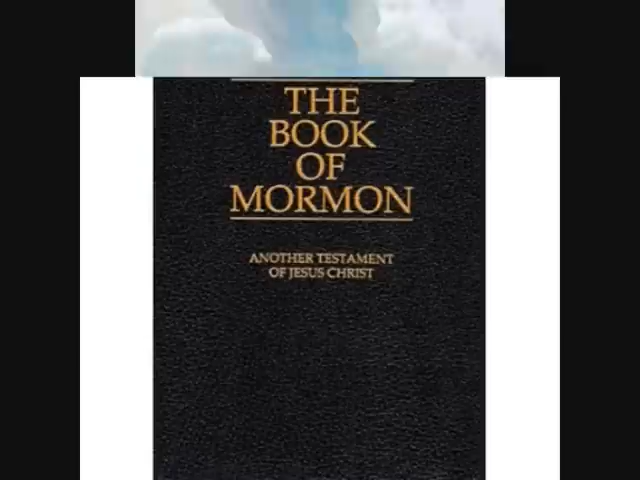 THE
BOOK
OF
MORMON
ANOTHER TESTAMENT
OF JESUS CHRIST